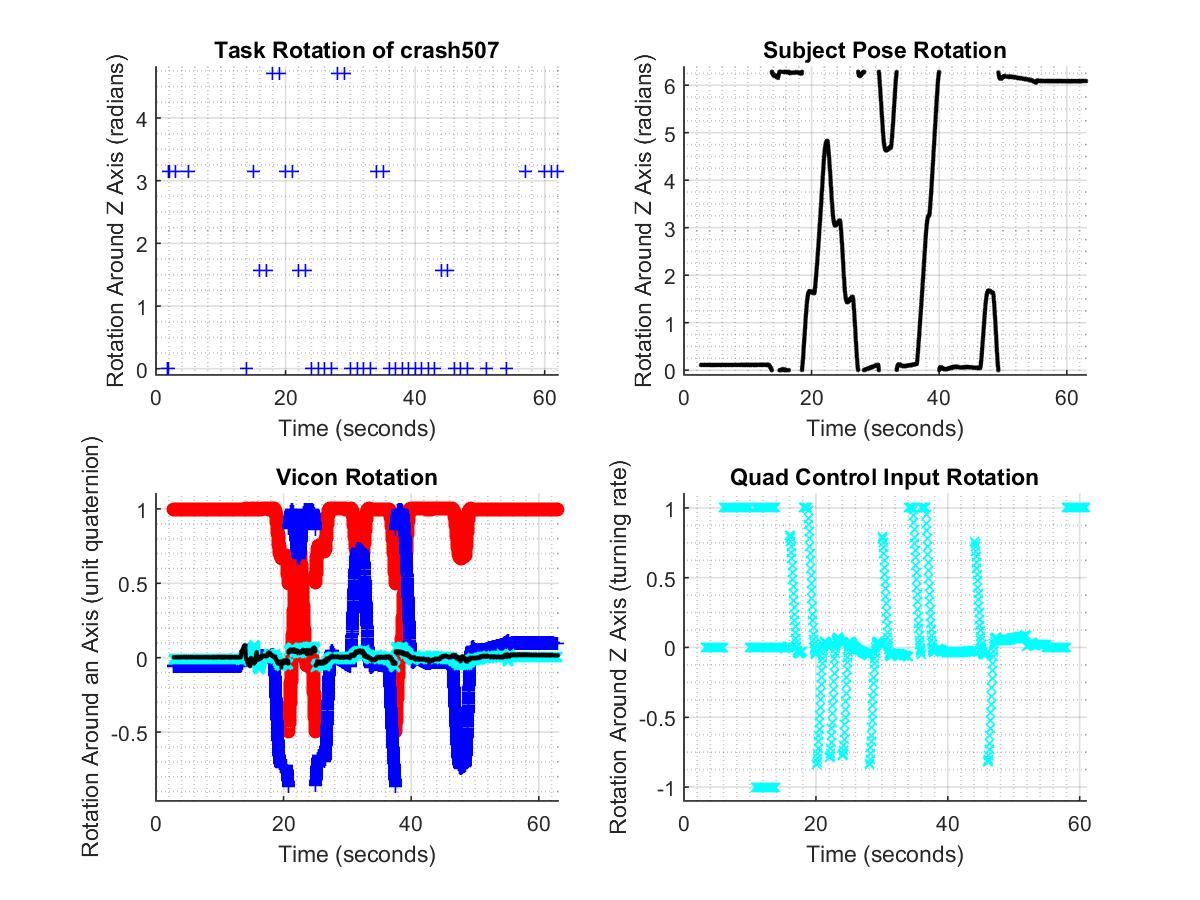 Task Rotation of crash507
Rotation Around Z Axis (radians)
4
3
2
1
0
0 20 40 60
Time (seconds)
Subject Pose Rotation
Rotation Around Z Axis (radians)
6
5
4
3
2
1
0
0 20 40 60
Time (seconds)
Vicon Rotation
Rotation Around an Axis (unit quaternion)
1
0.5
0
-0.5
0 20 40 60
Time (seconds)
Quad Control Input Rotation
Rotation Around Z Axis (turning rate)
1
0.5
0
-0.5
-1
0 20 40 60
Time (seconds)